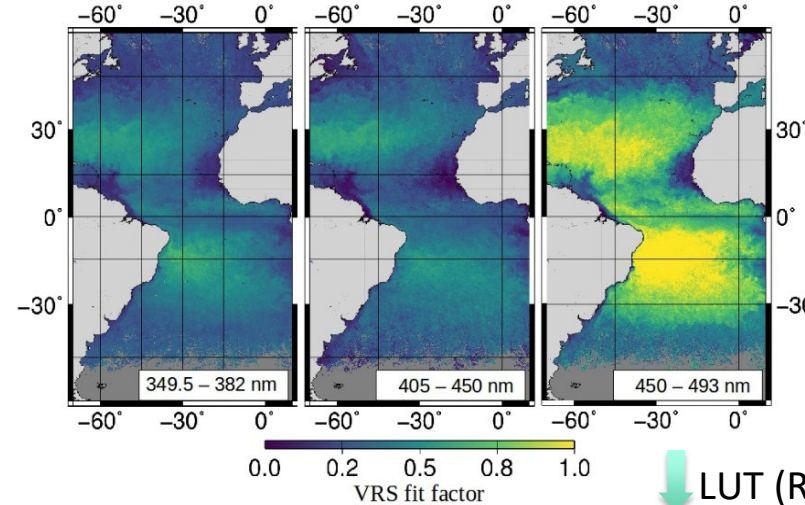 −60˚ −30˚ 0˚ −60˚ −30˚ 0˚ −60˚ −30˚ 0˚
30˚ 30˚
0˚ 0˚
−30˚ −30˚
349.5 – 382 nm 405 – 450 nm 450 – 493 nm
−60˚ −30˚ 0˚ −60˚ −30˚ 0˚ −60˚ −30˚ 0˚
0.0 0.2 0.5 0.8 1.0
VRS fit factor
LUT (R